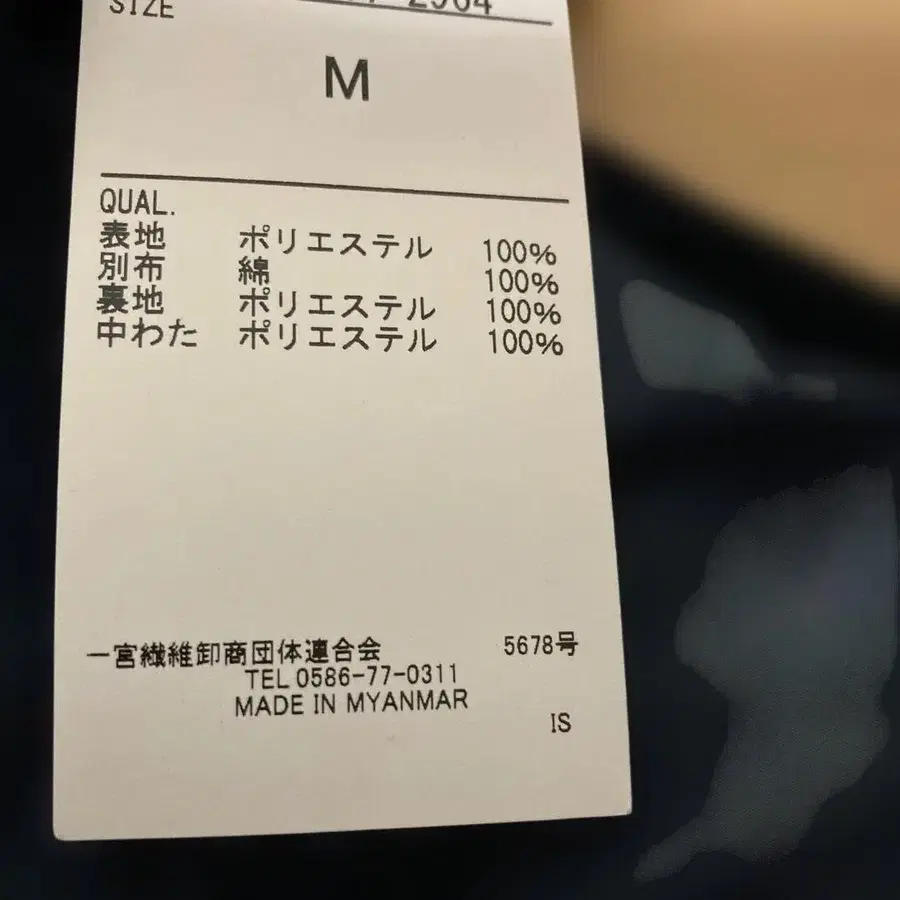 SIZE
M
QUAL.
表地 ポリエステル 100%
別布 綿 100%
裏地 ポリエステル 100%
中わた ポリエステル 100%
一宮繊維卸商団体連合会 5678号
TEL 0586-77-0311
MADE IN MYANMAR
IS